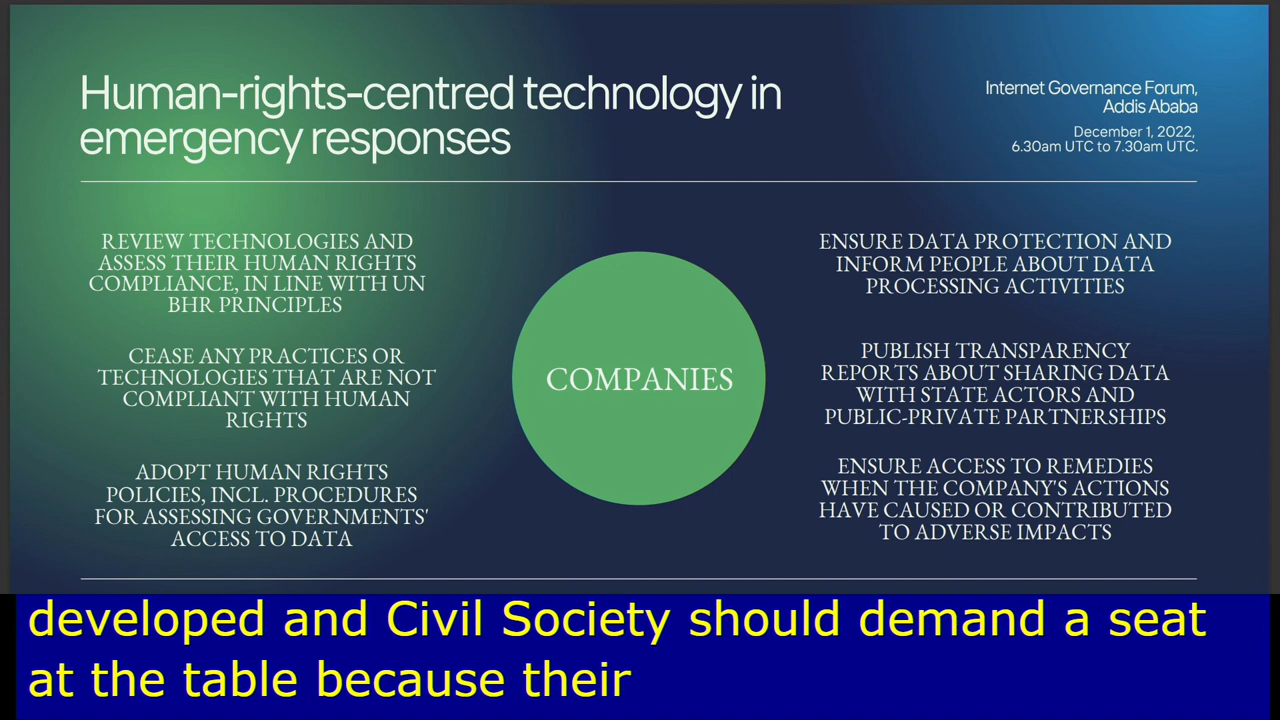 Human-rights-centred technology in
emergency responses
Internet Governance Forum,
Addis Ababa
December 1, 2022,
6.30am UTC to 7.30am UTC.
REVIEW TECHNOLOGIES AND
ASSESS THEIR HUMAN RIGHTS
COMPLIANCE, IN LINE WITH UN
BHR PRINCIPLES
CEASE ANY PRACTICES OR
TECHNOLOGIES THAT ARE NOT
COMPLIANT WITH HUMAN
RIGHTS
ADOPT HUMAN RIGHTS
POLICIES, INCL. PROCEDURES
FOR ASSESSING GOVERNMENTS'
ACCESS TO DATA
COMPANIES
ENSURE DATA PROTECTION AND
INFORM PEOPLE ABOUT DATA
PROCESSING ACTIVITIES
PUBLISH TRANSPARENCY
REPORTS ABOUT SHARING DATA
WITH STATE ACTORS AND
PUBLIC-PRIVATE PARTNERSHIPS
ENSURE ACCESS TO REMEDIES
WHEN THE COMPANY'S ACTIONS
HAVE CAUSED OR CONTRIBUTED
TO ADVERSE IMPACTS
developed and Civil Society should demand a seat
at the table because their